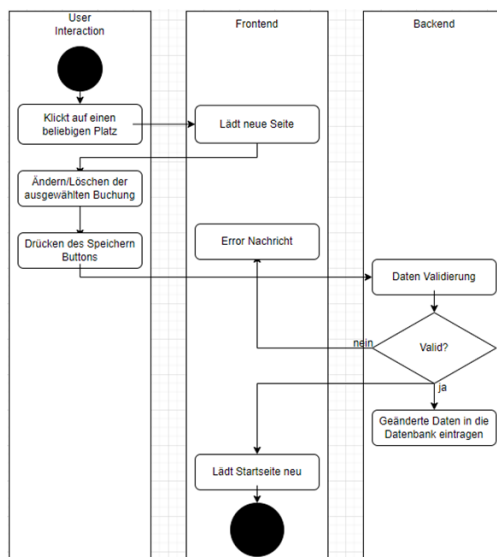 User
Interaction
Frontend
Backend
Klickt auf einen
beliebigen Platz
Lädt neue Seite
Ändern/Löschen der
ausgewählten Buchung
Drücken des Speichern
Buttons
Error Nachricht
Daten Validierung
nein
Valid?
ja
Geänderte Daten in die
Datenbank eintragen
Lädt Startseite neu